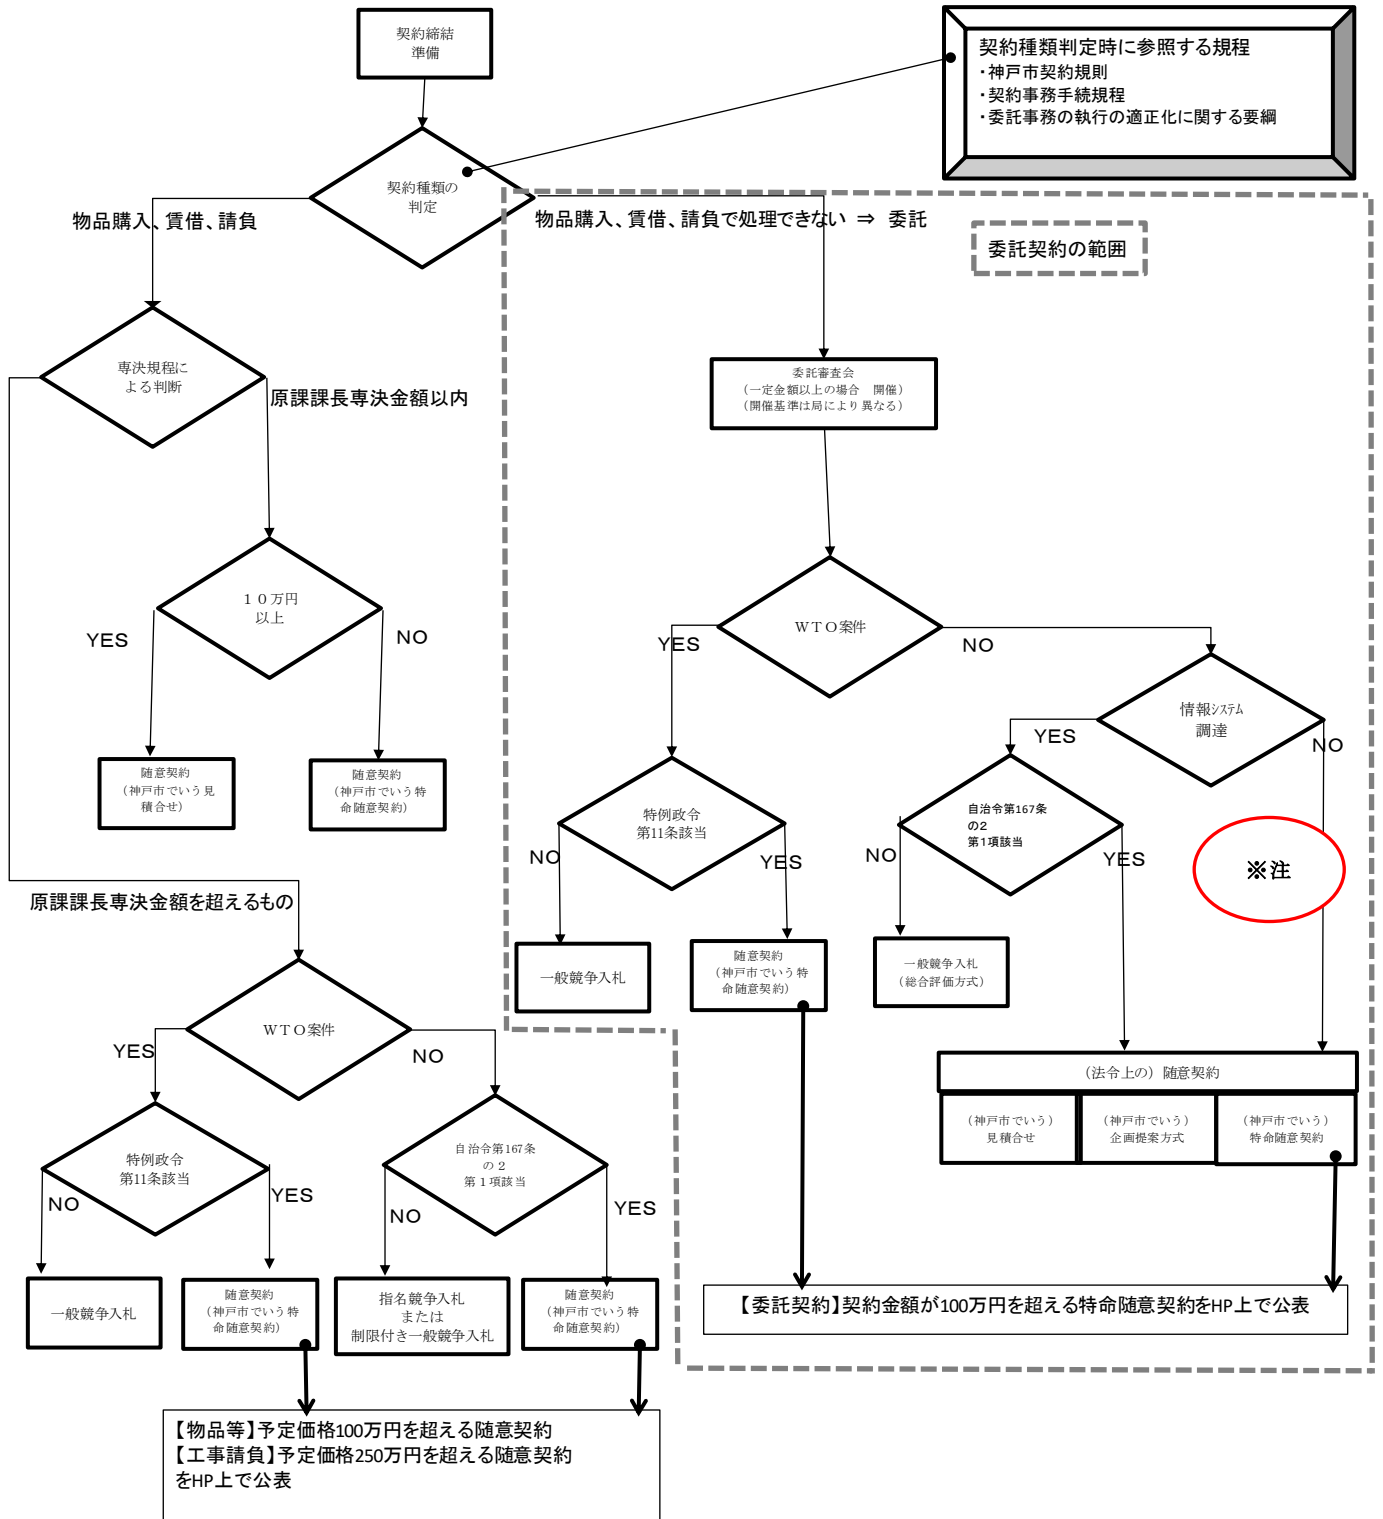 契約締結
準備
契約種類判定時に参照する規程
・神戸市契約規則
・契約事務手続規程
・委託事務の執行の適正化に関する要綱
契約種類の
判定
物品購入、賃借、請負
物品購入、賃借、請負で処理できない ⇒ 委託
委託契約の範囲
専決規程に
よる判断
原課課長専決金額以内
委託審査会
（一定金額以上の場合　開催）
（開催基準は局により異なる）
１０万円
以上
YES
NO
随意契約
（神戸市でいう見
積合せ）
随意契約
（神戸市でいう特
命随意契約）
WTO案件
YES
NO
情報システム
調達
YES
NO
特例政令
第11条該当
NO
YES
自治令第167条
の2
第1項該当
NO
YES
※注
一般競争入札
随意契約
（神戸市でいう特
命随意契約）
一般競争入札
（総合評価方式）
（法令上の）随意契約
（神戸市でいう）
見積合せ
（神戸市でいう）
企画提案方式
（神戸市でいう）
特命随意契約
【委託契約】契約金額が100万円を超える特命随意契約をHP上で公表
原課課長専決金額を超えるもの
WTO案件
YES
NO
特例政令
第11条該当
NO
YES
自治令第167条
の２
第１項該当
NO
YES
一般競争入札
随意契約
（神戸市でいう特
命随意契約）
指名競争入札
または
制限付き一般競争入札
随意契約
（神戸市でいう特
命随意契約）
【物品等】予定価格100万円を超える随意契約
【工事請負】予定価格250万円を超える随意契約
をHP上で公表